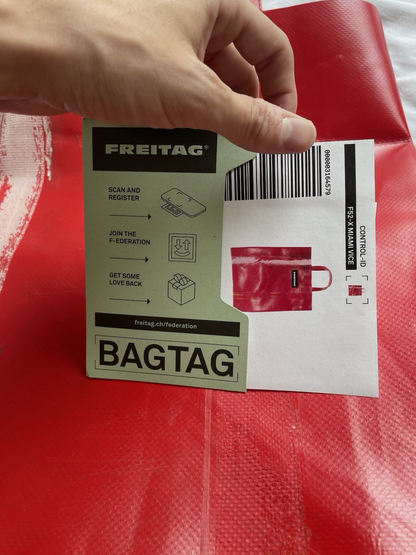 FREITAG®
SCAN AND
REGISTER
JOIN THE
F-EDERATION
GET SOME
LOVE BACK
freitag.ch/federation
BAGTAG
0000003164579
CONTROL-ID
F52-X MIAMI VICE